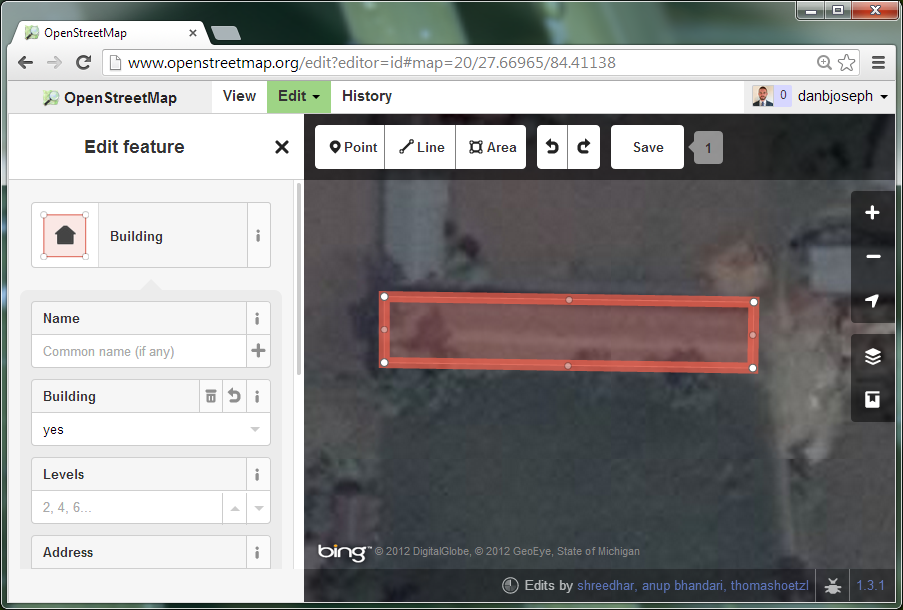 OpenStreetMap
www.openstreetmap.org/edit?editor=id#map=20/27.66965/84.41138
OpenStreetMap View Edit History 0 danbjoseph
Edit feature
Point Line Area Save 1
Building
Name
Common name (if any)
Building
yes
Levels
2, 4, 6...
Address
bing™ © 2012 DigitalGlobe, © 2012 GeoEye, State of Michigan
Edits by shreedhar, anup bhandari, thomashoetzl 1.3.1